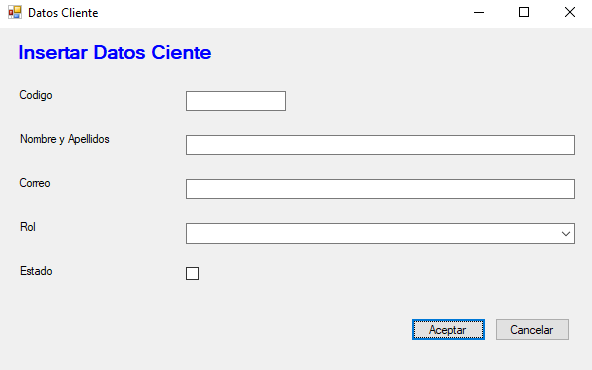 Datos Cliente
Insertar Datos Ciente
Codigo
Nombre y Apellidos
Correo
Rol
Estado
Aceptar Cancelar